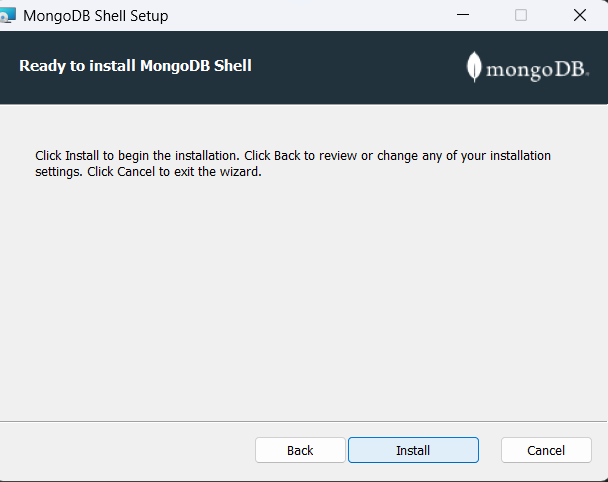 MongoDB Shell Setup
Ready to install MongoDB Shell
mongoDB.
Click Install to begin the installation. Click Back to review or change any of your installation
settings. Click Cancel to exit the wizard.
Back
Install
Cancel